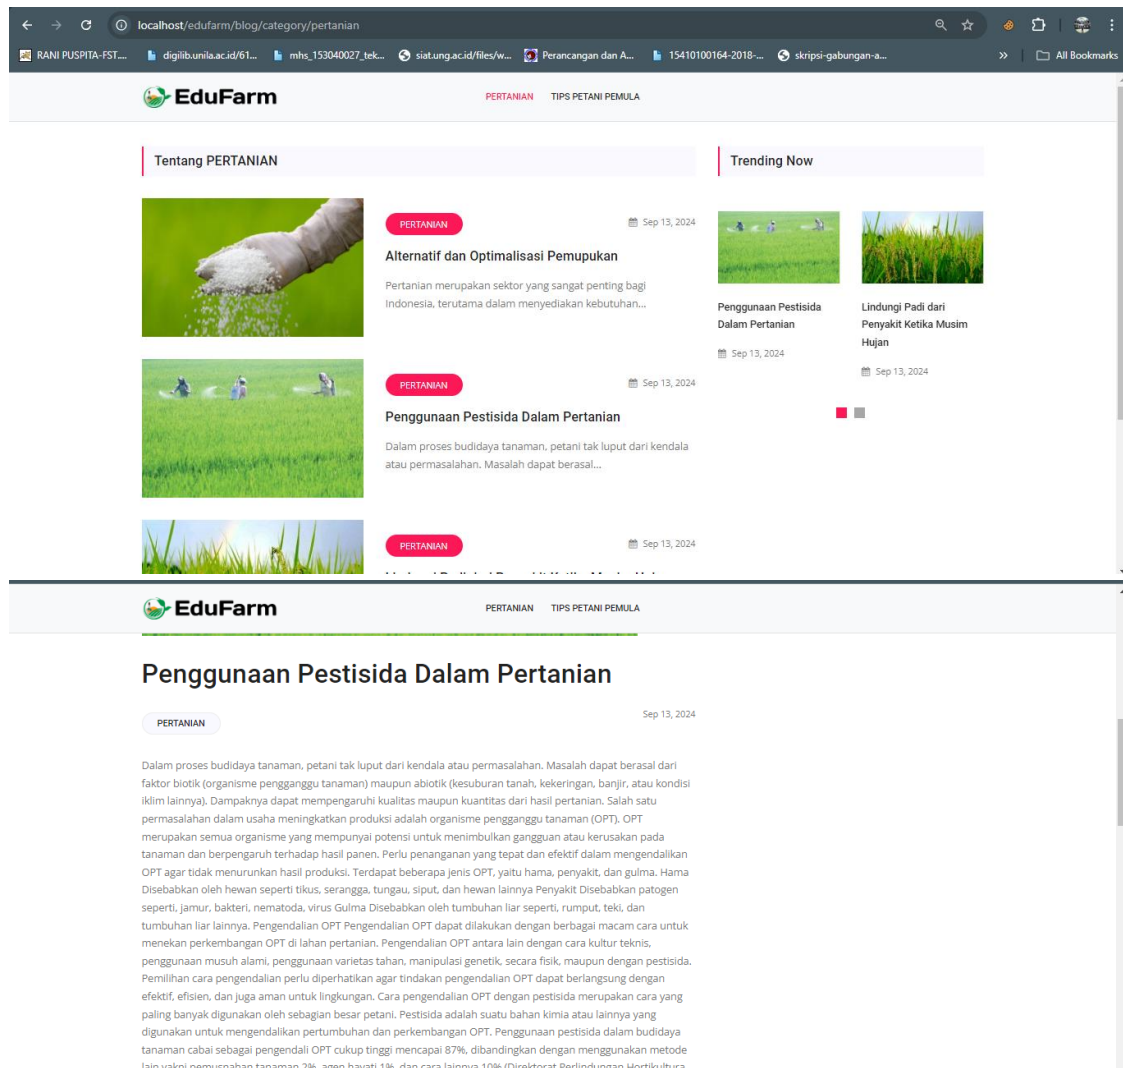 localhost/edufarm/blog/category/pertanian
RANI PUSPITA-FST....
digilib.unila.ac.id/61...
mhs_153040027_tek...
siat.ung.ac.id/files/w...
Perancangan dan A...
15410100164-2018-...
skripsi-gabungan-a...
»
All Bookmarks
EduFarm
PERTANIAN
TIPS PETANI PEMULA
Tentang PERTANIAN
PERTANIAN
Sep 13, 2024
Alternatif dan Optimalisasi Pemupukan
Pertanian merupakan sektor yang sangat penting bagi
Indonesia, terutama dalam menyediakan kebutuhan...
PERTANIAN
Sep 13, 2024
Penggunaan Pestisida Dalam Pertanian
Dalam proses budidaya tanaman, petani tak luput dari kendala
atau permasalahan. Masalah dapat berasal...
PERTANIAN
Sep 13, 2024
Trending Now
Penggunaan Pestisida
Dalam Pertanian
Sep 13, 2024
Lindungi Padi dari
Penyakit Ketika Musim
Hujan
Sep 13, 2024
EduFarm
PERTANIAN
TIPS PETANI PEMULA
Penggunaan Pestisida Dalam Pertanian
PERTANIAN
Sep 13, 2024
Dalam proses budidaya tanaman, petani tak luput dari kendala atau permasalahan. Masalah dapat berasal dari
faktor biotik (organisme pengganggu tanaman) maupun abiotik (kesuburan tanah, kekeringan, banjir, atau kondisi
iklim lainnya). Dampaknya dapat mempengaruhi kualitas maupun kuantitas dari hasil pertanian. Salah satu
permasalahan dalam usaha meningkatkan produksi adalah organisme pengganggu tanaman (OPT). OPT
merupakan semua organisme yang mempunyai potensi untuk menimbulkan gangguan atau kerusakan pada
tanaman dan berpengaruh terhadap hasil panen. Perlu penanganan yang tepat dan efektif dalam mengendalikan
OPT agar tidak menurunkan hasil produksi. Terdapat beberapa jenis OPT, yaitu hama, penyakit, dan gulma. Hama
Disebabkan oleh hewan seperti tikus, serangga, tungau, siput, dan hewan lainnya Penyakit Disebabkan patogen
seperti, jamur, bakteri, nematoda, virus Gulma Disebabkan oleh tumbuhan liar seperti, rumput, teki, dan
tumbuhan liar lainnya. Pengendalian OPT Pengendalian OPT dapat dilakukan dengan berbagai macam cara untuk
menekan perkembangan OPT di lahan pertanian. Pengendalian OPT antara lain dengan cara kultur teknis,
penggunaan musuh alami, penggunaan varietas tahan, manipulasi genetik, secara fisik, maupun dengan pestisida.
Pemilihan cara pengendalian perlu diperhatikan agar tindakan pengendalian OPT dapat berlangsung dengan
efektif, efisien, dan juga aman untuk lingkungan. Cara pengendalian OPT dengan pestisida merupakan cara yang
paling banyak digunakan oleh sebagian besar petani. Pestisida adalah suatu bahan kimia atau lainnya yang
digunakan untuk mengendalikan pertumbuhan dan perkembangan OPT. Penggunaan pestisida dalam budidaya
tanaman cabai sebagai pengendali OPT cukup tinggi mencapai 87%, dibandingkan dengan menggunakan metode
lain yakni pemusnahan tanaman 2%, agen hayati 1%, dan cara lainnya 10% (Direktorat Perlindungan Hortikultura